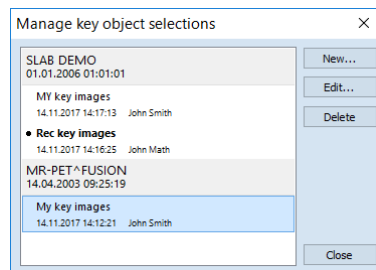 Manage key object selections
SLAB DEMO
01.01.2006 01:01:01
MY key images
14.11.2017 14:17:13 John Smith
Rec key images
14.11.2017 14:16:25 John Math
MR-PET^FUSION
14.04.2003 09:25:19
My key images
14.11.2017 14:12:21 John Smith
New...
Edit...
Delete
Close